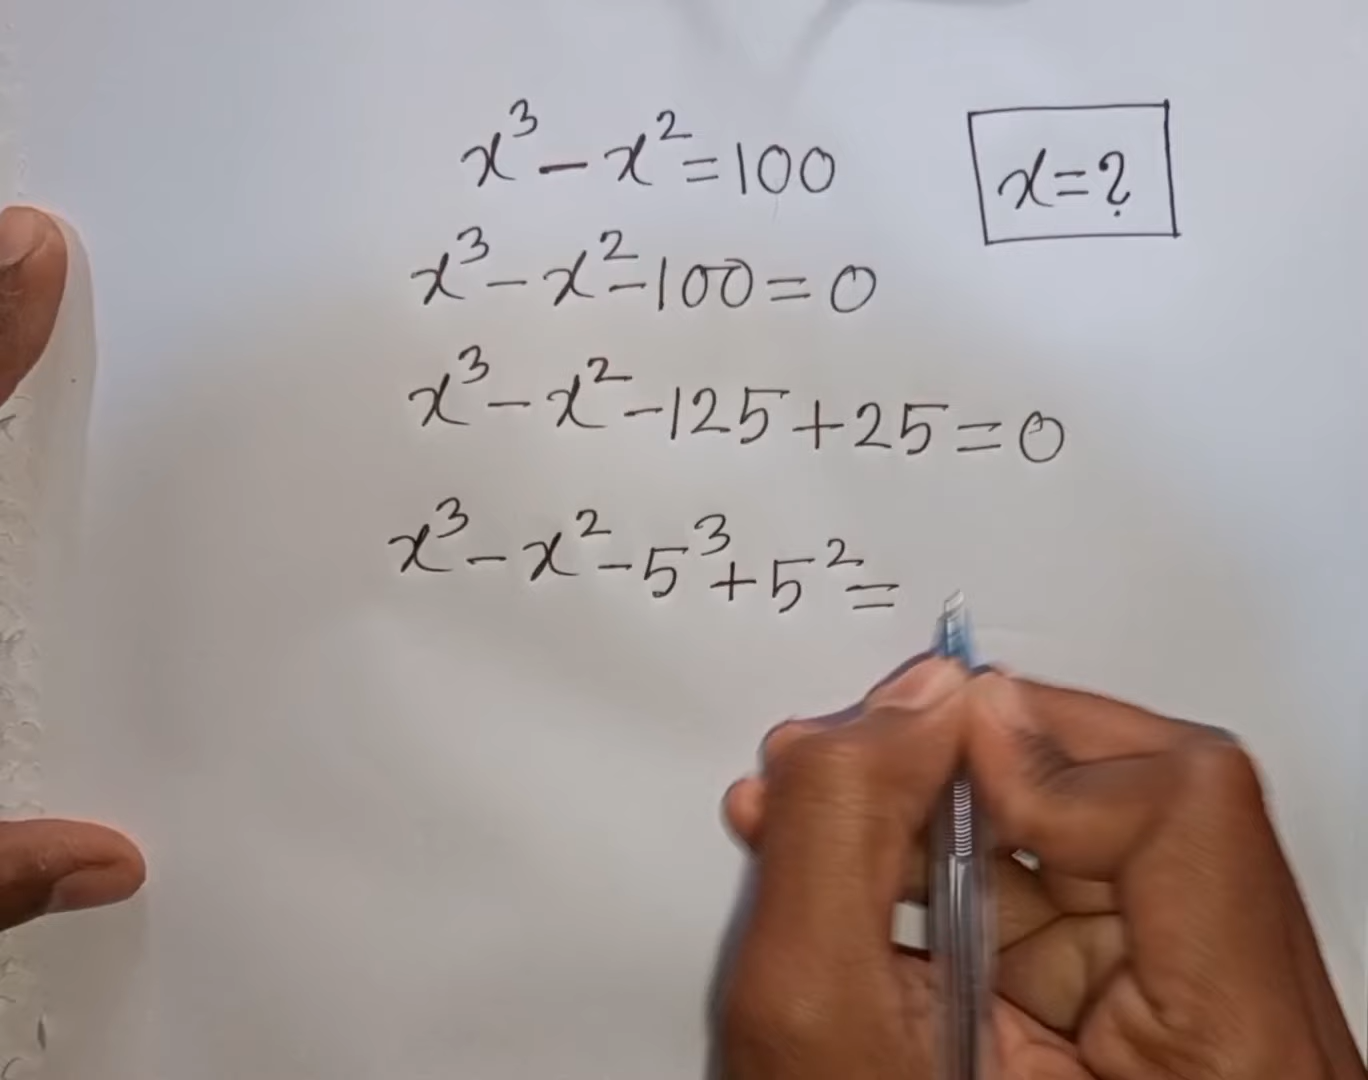 x³ - x² = 100
x = ?
x³ - x² - 100 = 0
x³ - x² - 125 + 25 = 0
x³ - x² - 5³ + 5² =